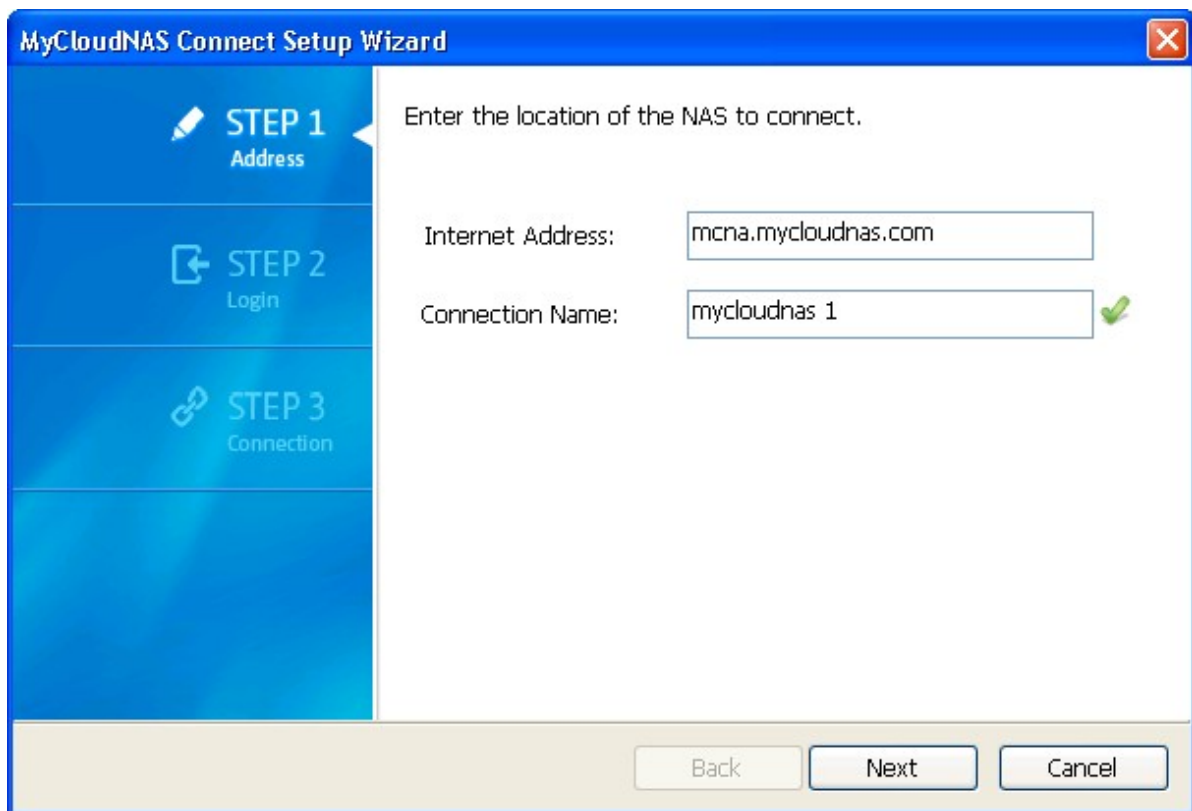 MyCloudNAS Connect Setup Wizard
STEP 1
Address
STEP 2
Login
STEP 3
Connection
Enter the location of the NAS to connect.
Internet Address: mcna.mycloudnas.com
Connection Name: mycloudnas 1
Back Next Cancel